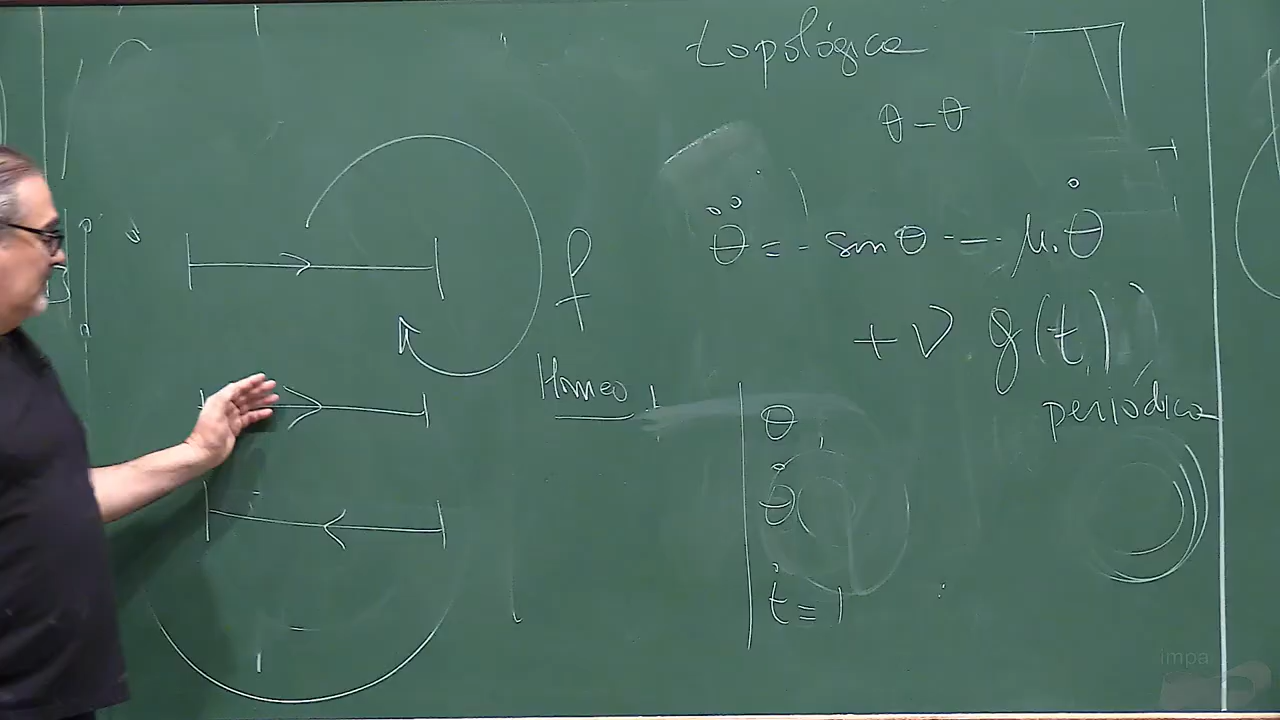 topológica
θ - θ
θ̈ = - sin θ - μ. θ̇
+ ν g(t)
periódica
f
Homeo
θ
θ̇
ṫ = 1
impa